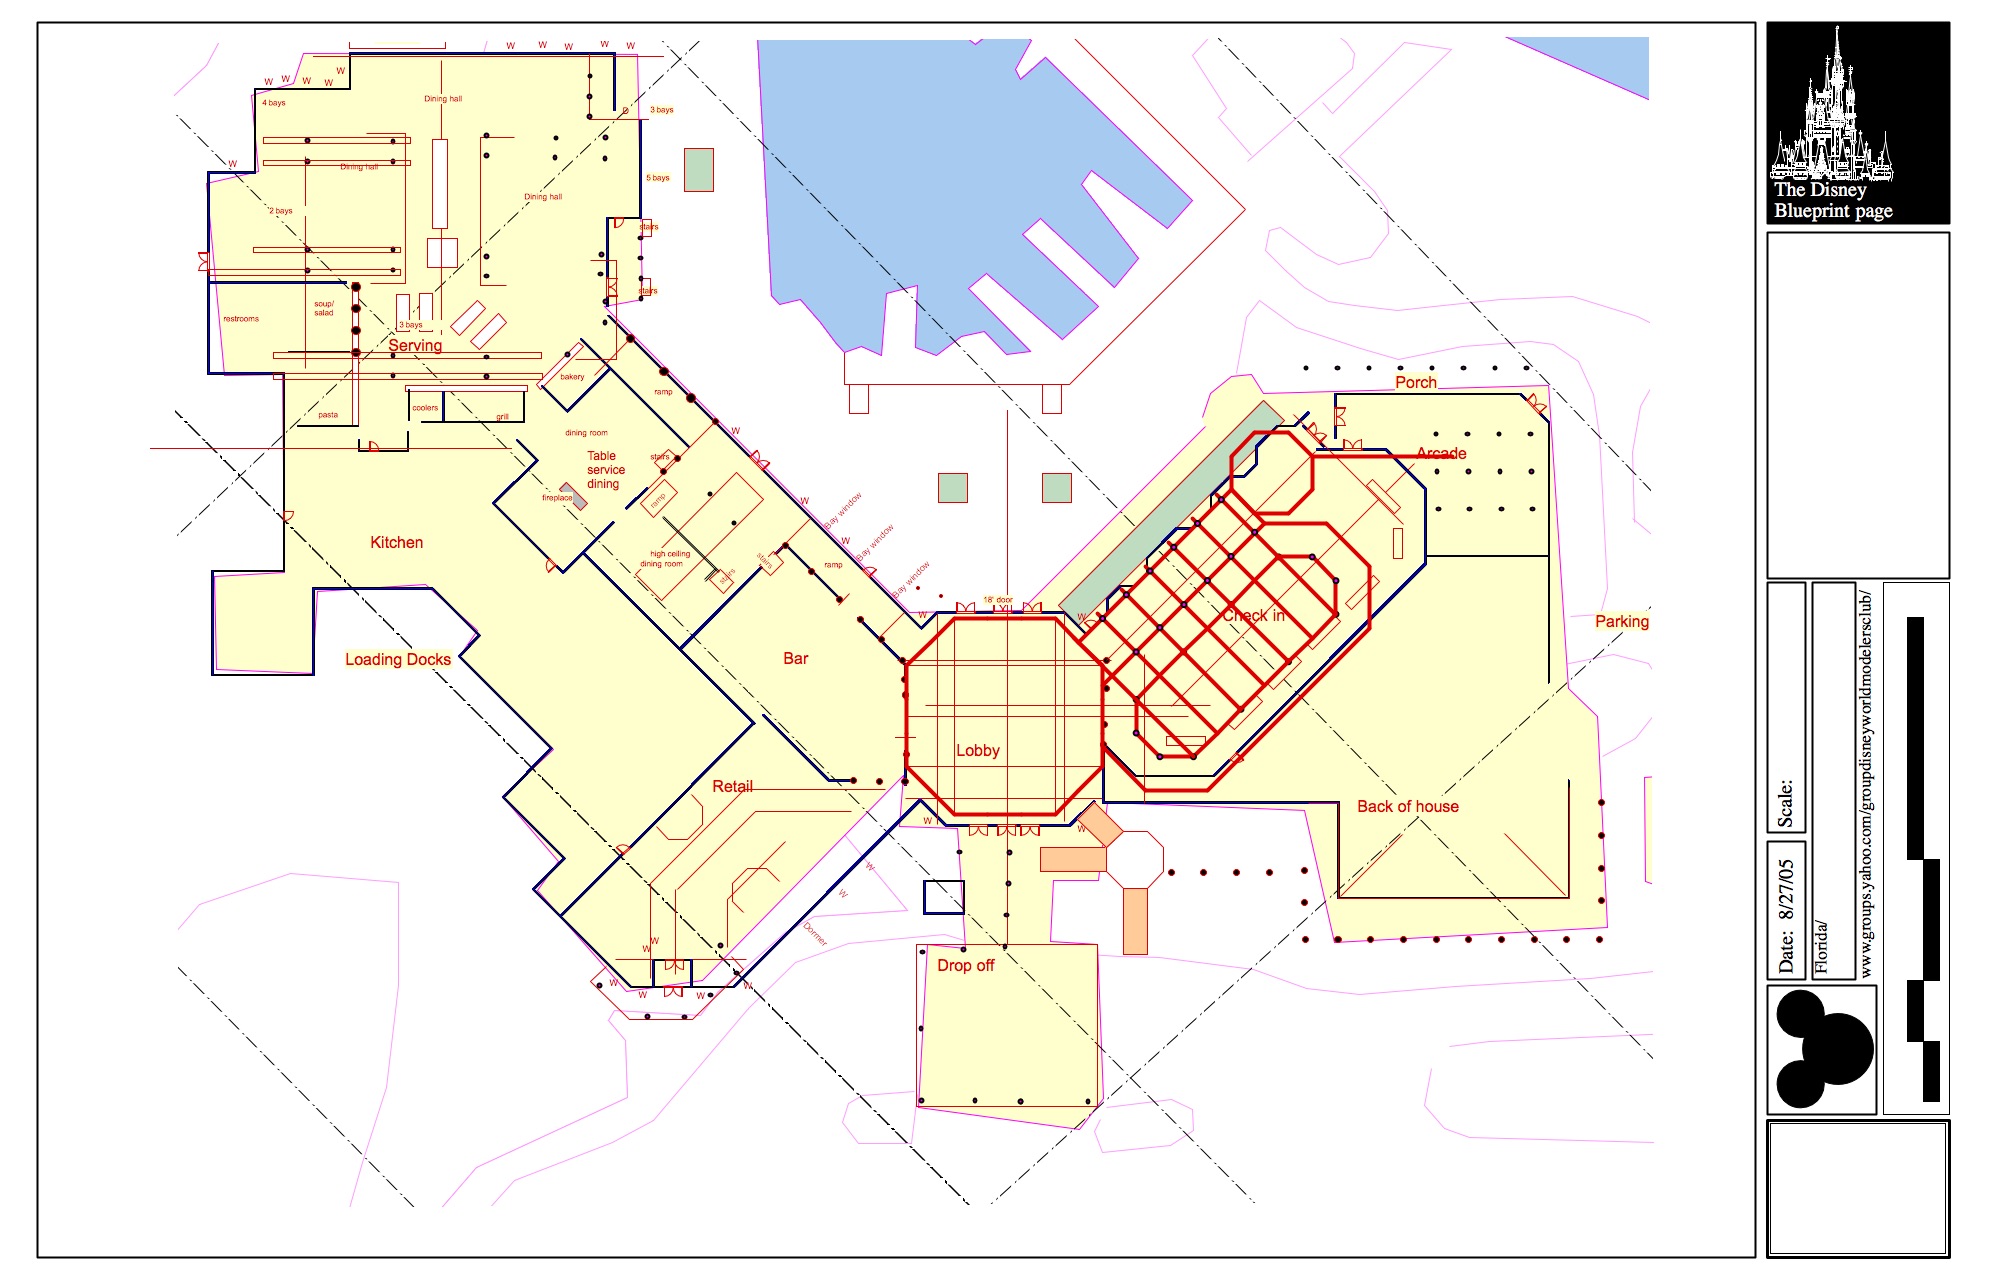 W W W W W
W W W W W
4 bays
Dining hall
D
3 bays
W
Dining hall
5 bays
2 bays
Dining hall
stairs
stairs
restrooms
soup/
salad
3 bays
Serving
bakery
ramp
coolers
grill
pasta
dining room
W
Table
service
dining
stairs
fireplace
ramp
W
Bay window
W
Bay window
Bay window
Kitchen
high ceiling
dining room
stairs
stairs
ramp
W
18' door
W
Loading Docks
Bar
Lobby
Retail
W
W
W
W
Dormer
W
W
W
W
W
W
Drop off
Porch
Arcade
Check in
Parking
Back of house
The Disney
Blueprint page
Scale:
Date: 8/27/05
Florida/
www.groups.yahoo.com/groupdisneyworldmodelersclub/